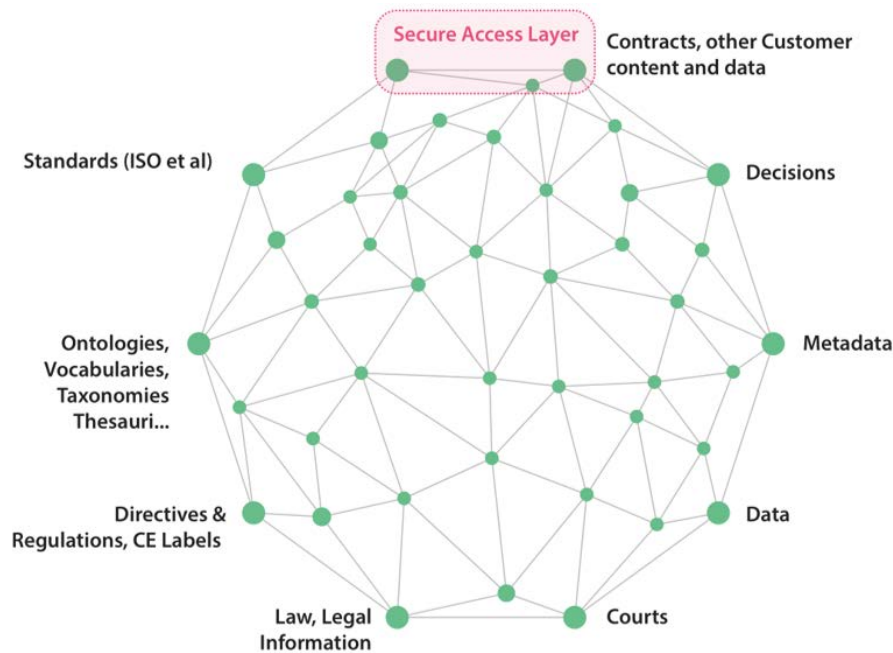 Secure Access Layer
Contracts, other Customer
content and data
Standards (ISO et al)
Decisions
Ontologies,
Vocabularies,
Taxonomies
Thesauri...
Metadata
Directives &
Regulations, CE Labels
Data
Law, Legal
Information
Courts